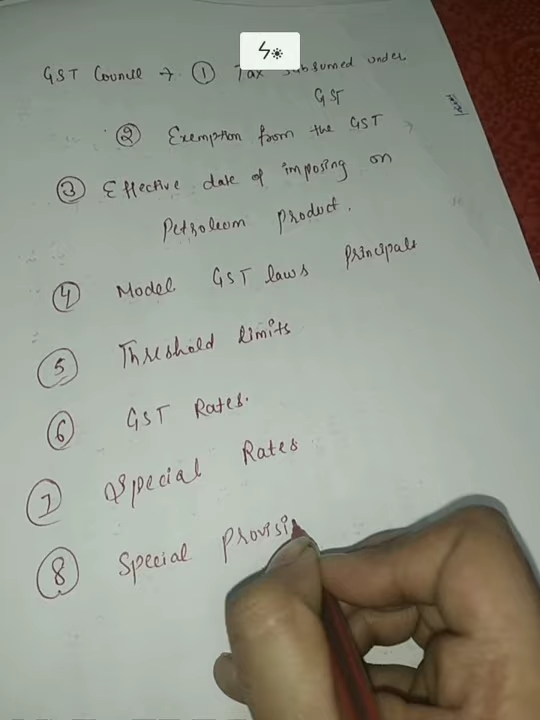 GST Council → ① Tax subsumed under
GST
② Exemption from the GST
③ Effective date of imposing on
Petroleum product.
④ Model GST laws principals
⑤ Threshold limits
⑥ GST Rates.
⑦ Special Rates
⑧ Special Provisi